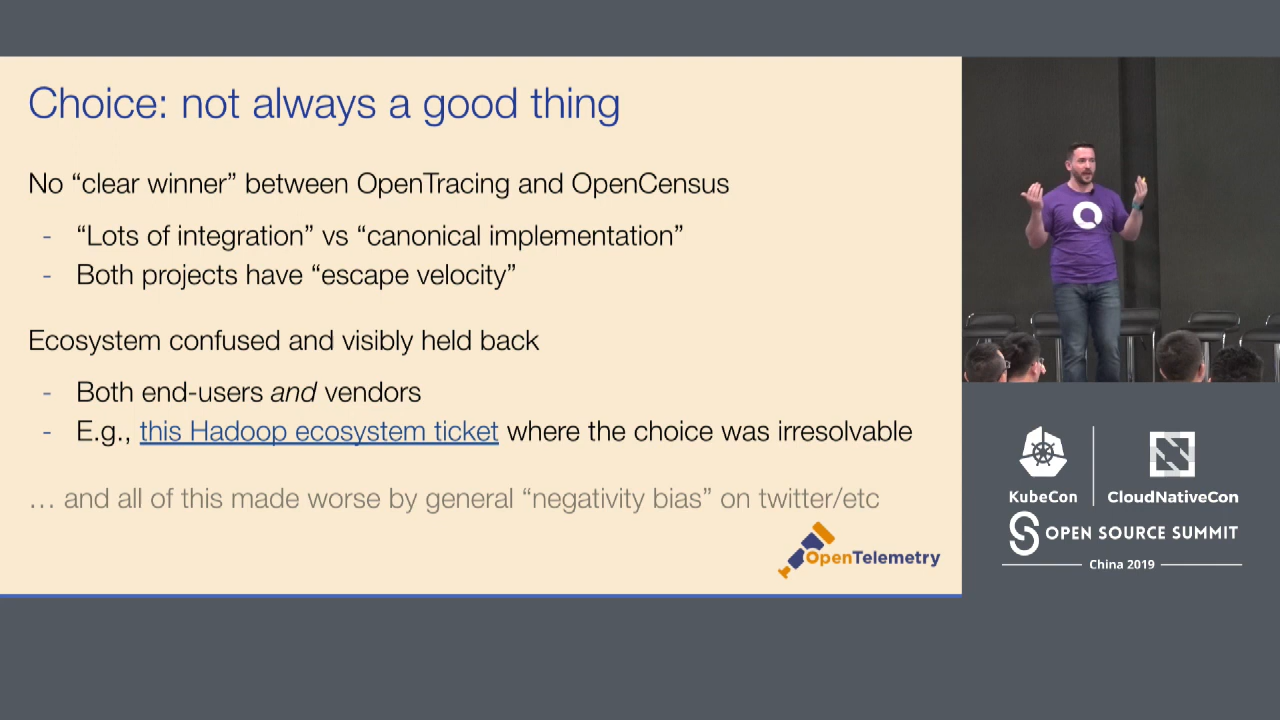 Choice: not always a good thing
No “clear winner” between OpenTracing and OpenCensus
- “Lots of integration” vs “canonical implementation”
- Both projects have “escape velocity”
Ecosystem confused and visibly held back
- Both end-users and vendors
- E.g., this Hadoop ecosystem ticket where the choice was irresolvable
… and all of this made worse by general “negativity bias” on twitter/etc
OpenTelemetry
KubeCon
CloudNativeCon
OPEN SOURCE SUMMIT
China 2019